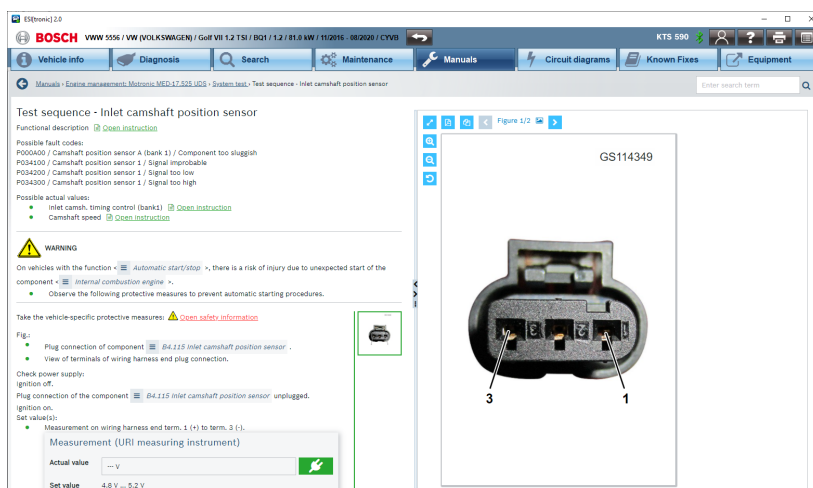 ESI[tronic] 2.0
BOSCH VWW 5556 / VW (VOLKSWAGEN) / Golf VII 1.2 TSI / BQ1 / 1.2 / 81.0 kW / 11/2016 - 08/2020 / CYVB
KTS 590
Vehicle info
Diagnosis
Search
Maintenance
Manuals
Circuit diagrams
Known Fixes
Equipment
Manuals › Engine management: Motronic MED-17.525 UDS › System test › Test sequence - Inlet camshaft position sensor
Enter search term
Test sequence - Inlet camshaft position sensor
Functional description Open instruction
Possible fault codes:
P000A00 / Camshaft position sensor A (bank 1) / Component too sluggish
P034100 / Camshaft position sensor 1 / Signal improbable
P034200 / Camshaft position sensor 1 / Signal too low
P034300 / Camshaft position sensor 1 / Signal too high
Possible actual values:
• Inlet camsh. timing control (bank1) Open instruction
• Camshaft speed Open instruction
WARNING
On vehicles with the function < Automatic start/stop >, there is a risk of injury due to unexpected start of the
component < Internal combustion engine >.
• Observe the following protective measures to prevent automatic starting procedures.
Take the vehicle-specific protective measures: Open safety information
Fig.:
• Plug connection of component B4.115 Inlet camshaft position sensor .
• View of terminals of wiring harness end plug connection.
Check power supply:
Ignition off.
Plug connection of the component B4.115 Inlet camshaft position sensor unplugged.
Ignition on.
Set value(s):
• Measurement on wiring harness end term. 1 (+) to term. 3 (-).
Measurement (URI measuring instrument)
Actual value
--- V
Set value 4.8 V ... 5.2 V
Figure 1/2
GS114349
3 2 1
3 1